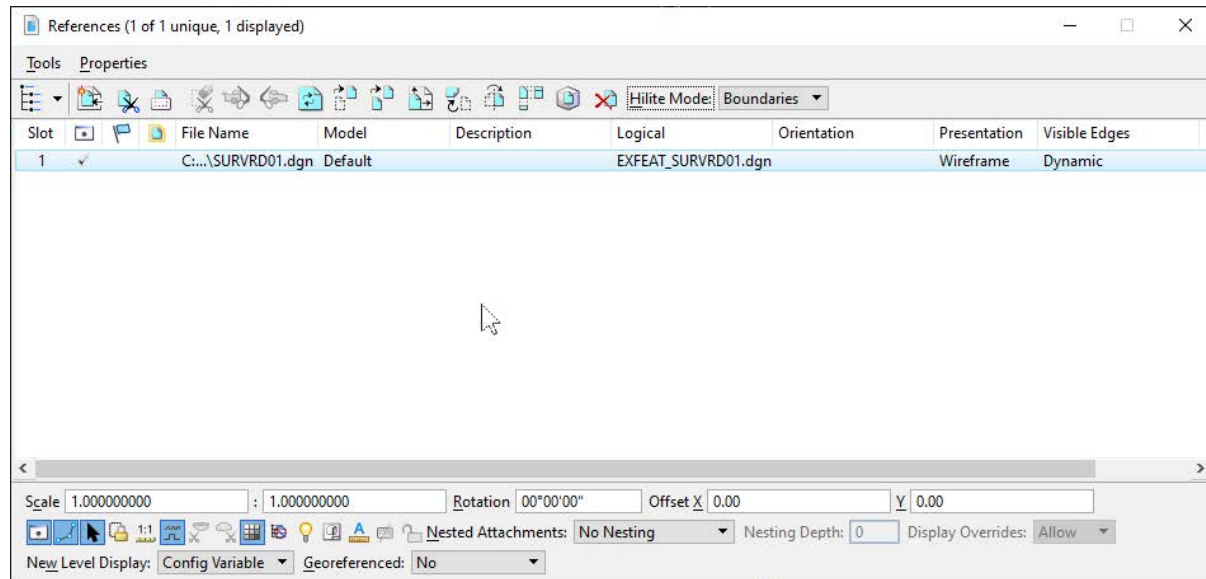 References (1 of 1 unique, 1 displayed)
Tools Properties
Hilite Mode: Boundaries
Slot File Name Model Description Logical Orientation Presentation Visible Edges
1 C:...\SURVRD01.dgn Default EXFEAT_SURVRD01.dgn Wireframe Dynamic
Scale 1.000000000 : 1.000000000 Rotation 00°00'00" Offset X 0.00 Y 0.00
1:1 Nested Attachments: No Nesting Nesting Depth: 0 Display Overrides: Allow
New Level Display: Config Variable Georeferenced: No